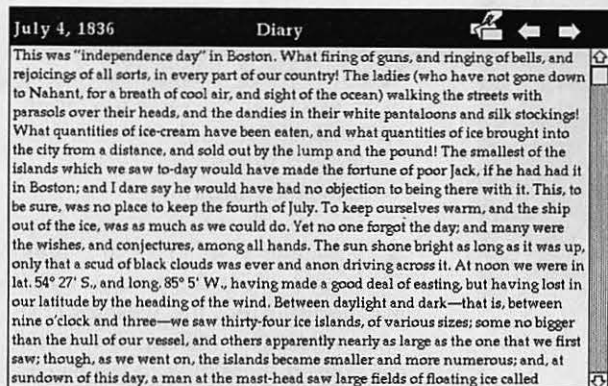 July 4, 1836 Diary
This was "independence day" in Boston. What firing of guns, and ringing of bells, and
rejoicings of all sorts, in every part of our country! The ladies (who have not gone down
to Nahant, for a breath of cool air, and sight of the ocean) walking the streets with
parasols over their heads, and the dandies in their white pantaloons and silk stockings!
What quantities of ice-cream have been eaten, and what quantities of ice brought into
the city from a distance, and sold out by the lump and the pound! The smallest of the
islands which we saw to-day would have made the fortune of poor Jack, if he had had it
in Boston; and I dare say he would have had no objection to being there with it. This, to
be sure, was no place to keep the fourth of July. To keep ourselves warm, and the ship
out of the ice, was as much as we could do. Yet no one forgot the day; and many were
the wishes, and conjectures, among all hands. The sun shone bright as long as it was up,
only that a scud of black clouds was ever and anon driving across it. At noon we were in
lat. 54° 27' S., and long. 85° 5' W., having made a good deal of easting, but having lost in
our latitude by the heading of the wind. Between daylight and dark—that is, between
nine o'clock and three—we saw thirty-four ice islands, of various sizes; some no bigger
than the hull of our vessel, and others apparently nearly as large as the one that we first
saw; though, as we went on, the islands became smaller and more numerous; and, at
sundown of this day, a man at the mast-head saw large fields of floating ice called